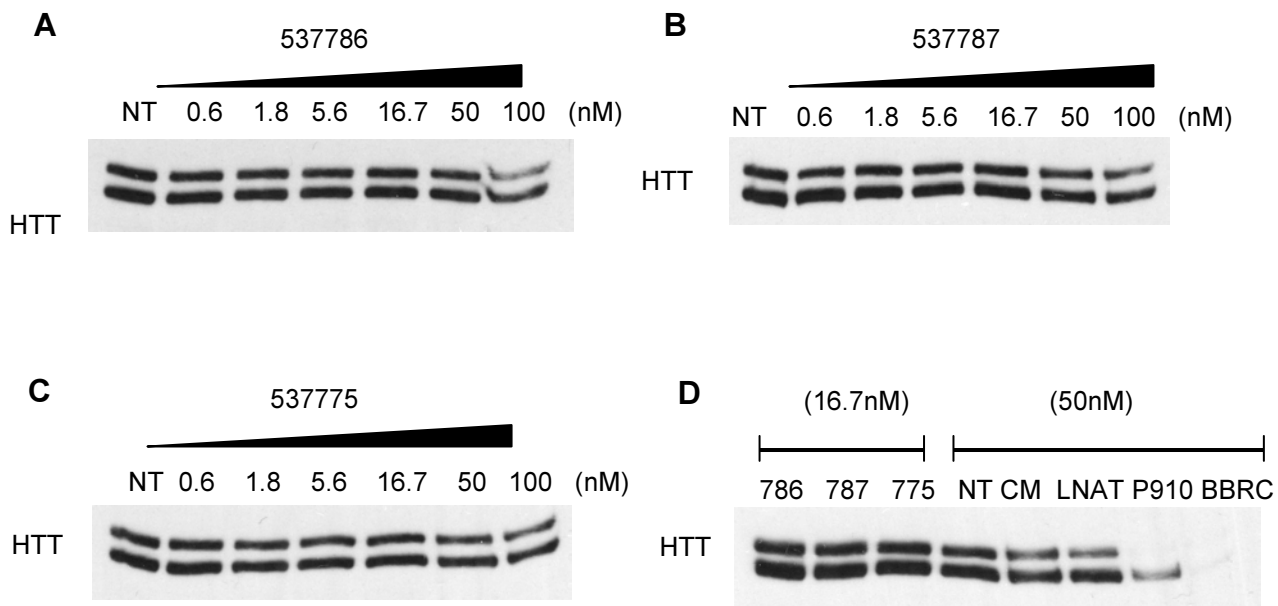 A
537786
NT 0.6 1.8 5.6 16.7 50 100 (nM)
HTT
B
537787
NT 0.6 1.8 5.6 16.7 50 100 (nM)
HTT
C
537775
NT 0.6 1.8 5.6 16.7 50 100 (nM)
HTT
D
(16.7nM) (50nM)
786 787 775 NT CM LNAT P910 BBRC
HTT